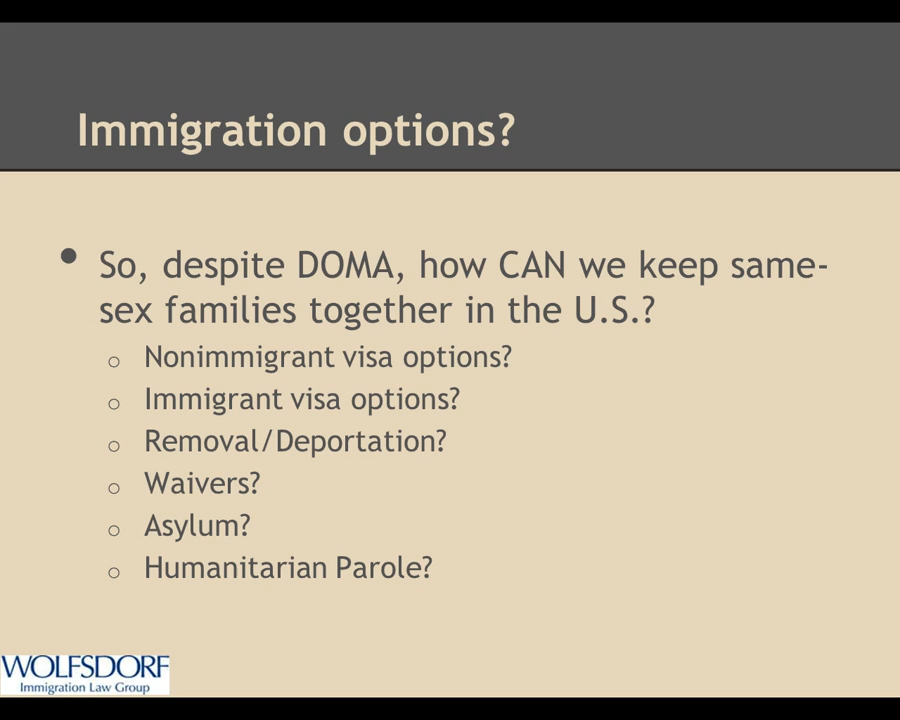 Immigration options?
• So, despite DOMA, how CAN we keep same-
sex families together in the U.S.?
o Nonimmigrant visa options?
o Immigrant visa options?
o Removal/Deportation?
o Waivers?
o Asylum?
o Humanitarian Parole?
WOLFSDORF
Immigration Law Group